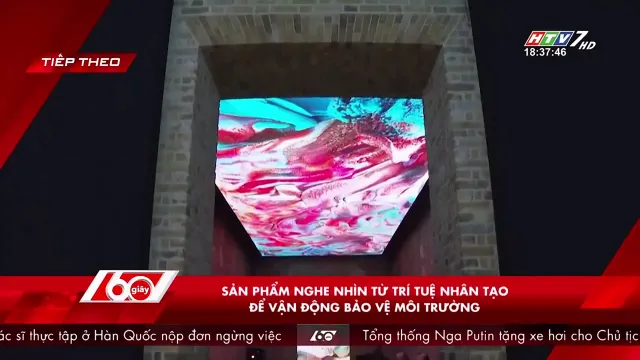 TIẾP THEO
HTV7 HD
18:37:46
60 giây
SẢN PHẨM NGHE NHÌN TỪ TRÍ TUỆ NHÂN TẠO
ĐỂ VẬN ĐỘNG BẢO VỆ MÔI TRƯỜNG
ác sĩ thực tập ở Hàn Quốc nộp đơn ngừng việc
60
Tổng thống Nga Putin tặng xe hơi cho Chủ tịc